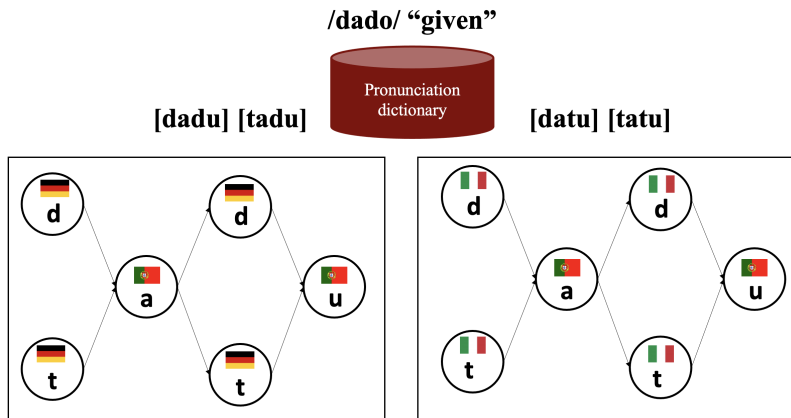 /dado/ “given”
Pronunciation
dictionary
[dadu] [tadu]
[datu] [tatu]
d
d
a
u
t
t
d
d
a
u
t
t